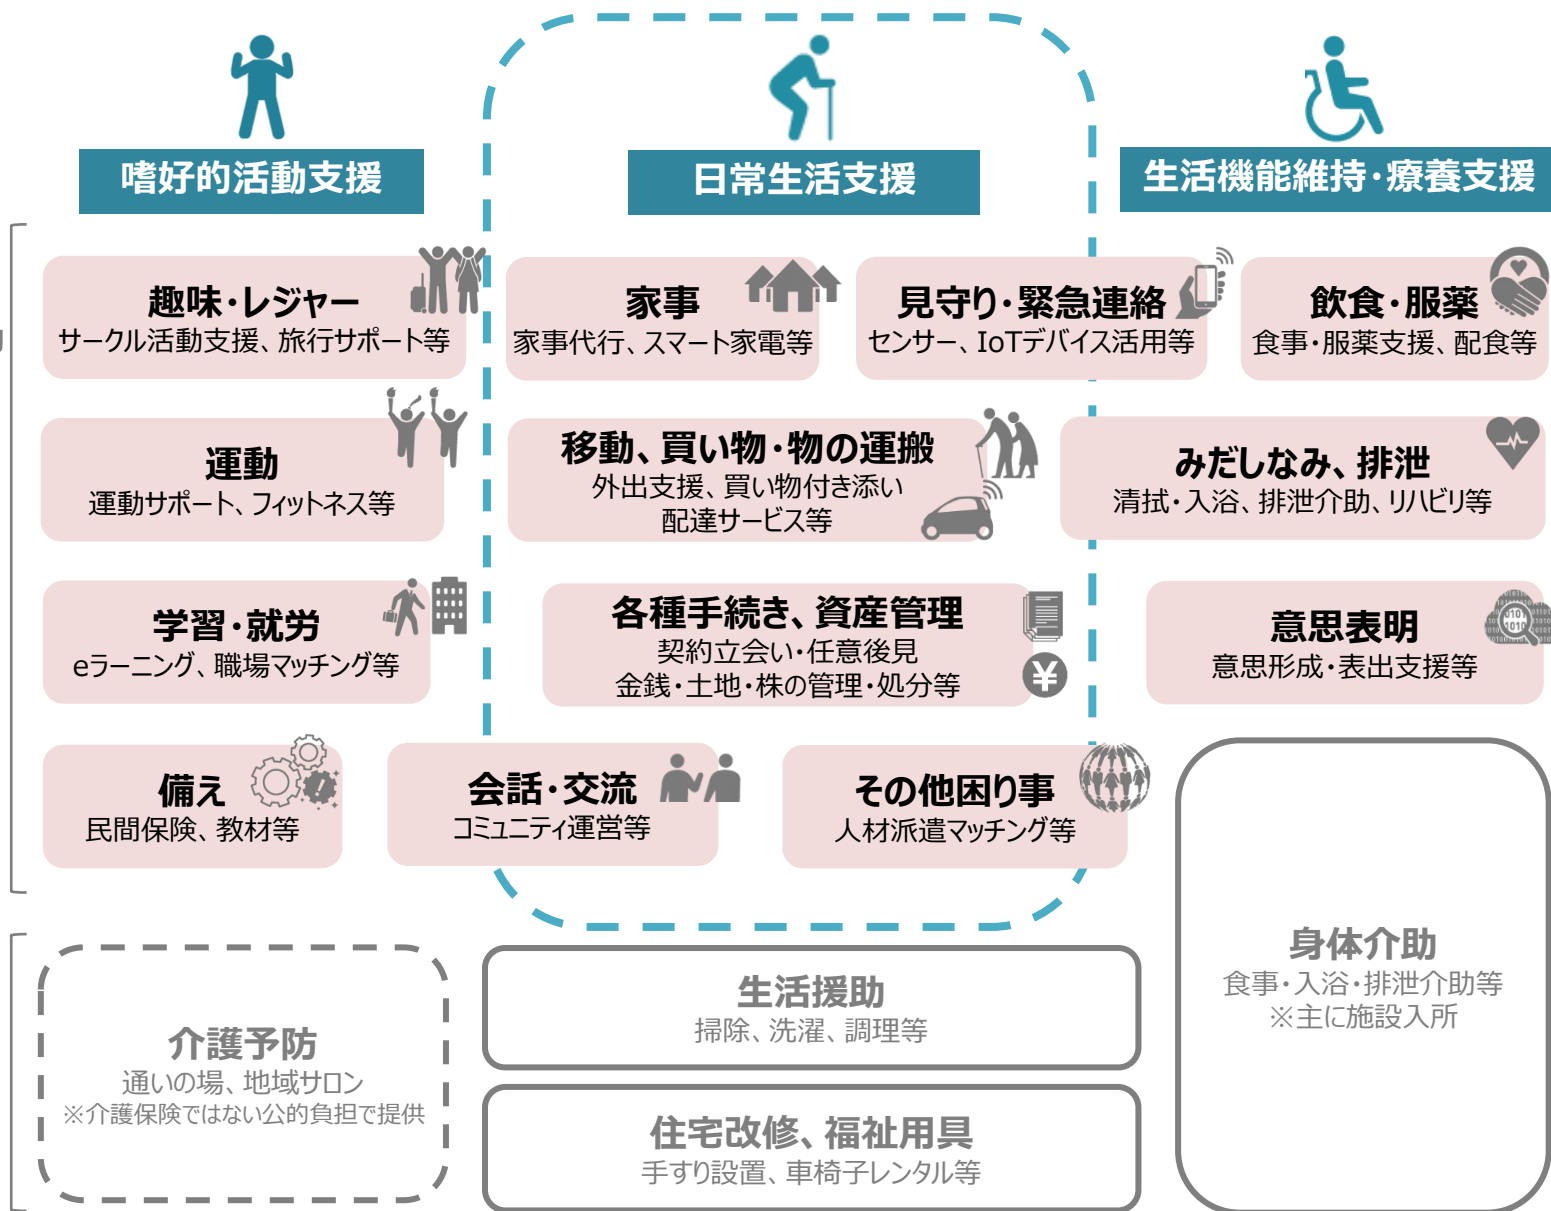 嗜好的活動支援
日常生活支援
生活機能維持・療養支援
趣味・レジャー
サークル活動支援、旅行サポート等
家事
家事代行、スマート家電等
見守り・緊急連絡
センサー、IoTデバイス活用等
飲食・服薬
食事・服薬支援、配食等
運動
運動サポート、フィットネス等
移動、買い物・物の運搬
外出支援、買い物付き添い
配達サービス等
みだしなみ、排泄
清拭・入浴、排泄介助、リハビリ等
学習・就労
eラーニング、職場マッチング等
各種手続き、資産管理
契約立会い・任意後見
金銭・土地・株の管理・処分等
¥
意思表明
意思形成・表出支援等
備え
民間保険、教材等
会話・交流
コミュニティ運営等
その他困り事
人材派遣マッチング等
介護予防
通いの場、地域サロン
※介護保険ではない公的負担で提供
生活援助
掃除、洗濯、調理等
住宅改修、福祉用具
手すり設置、車椅子レンタル等
身体介助
食事・入浴・排泄介助等
※主に施設入所